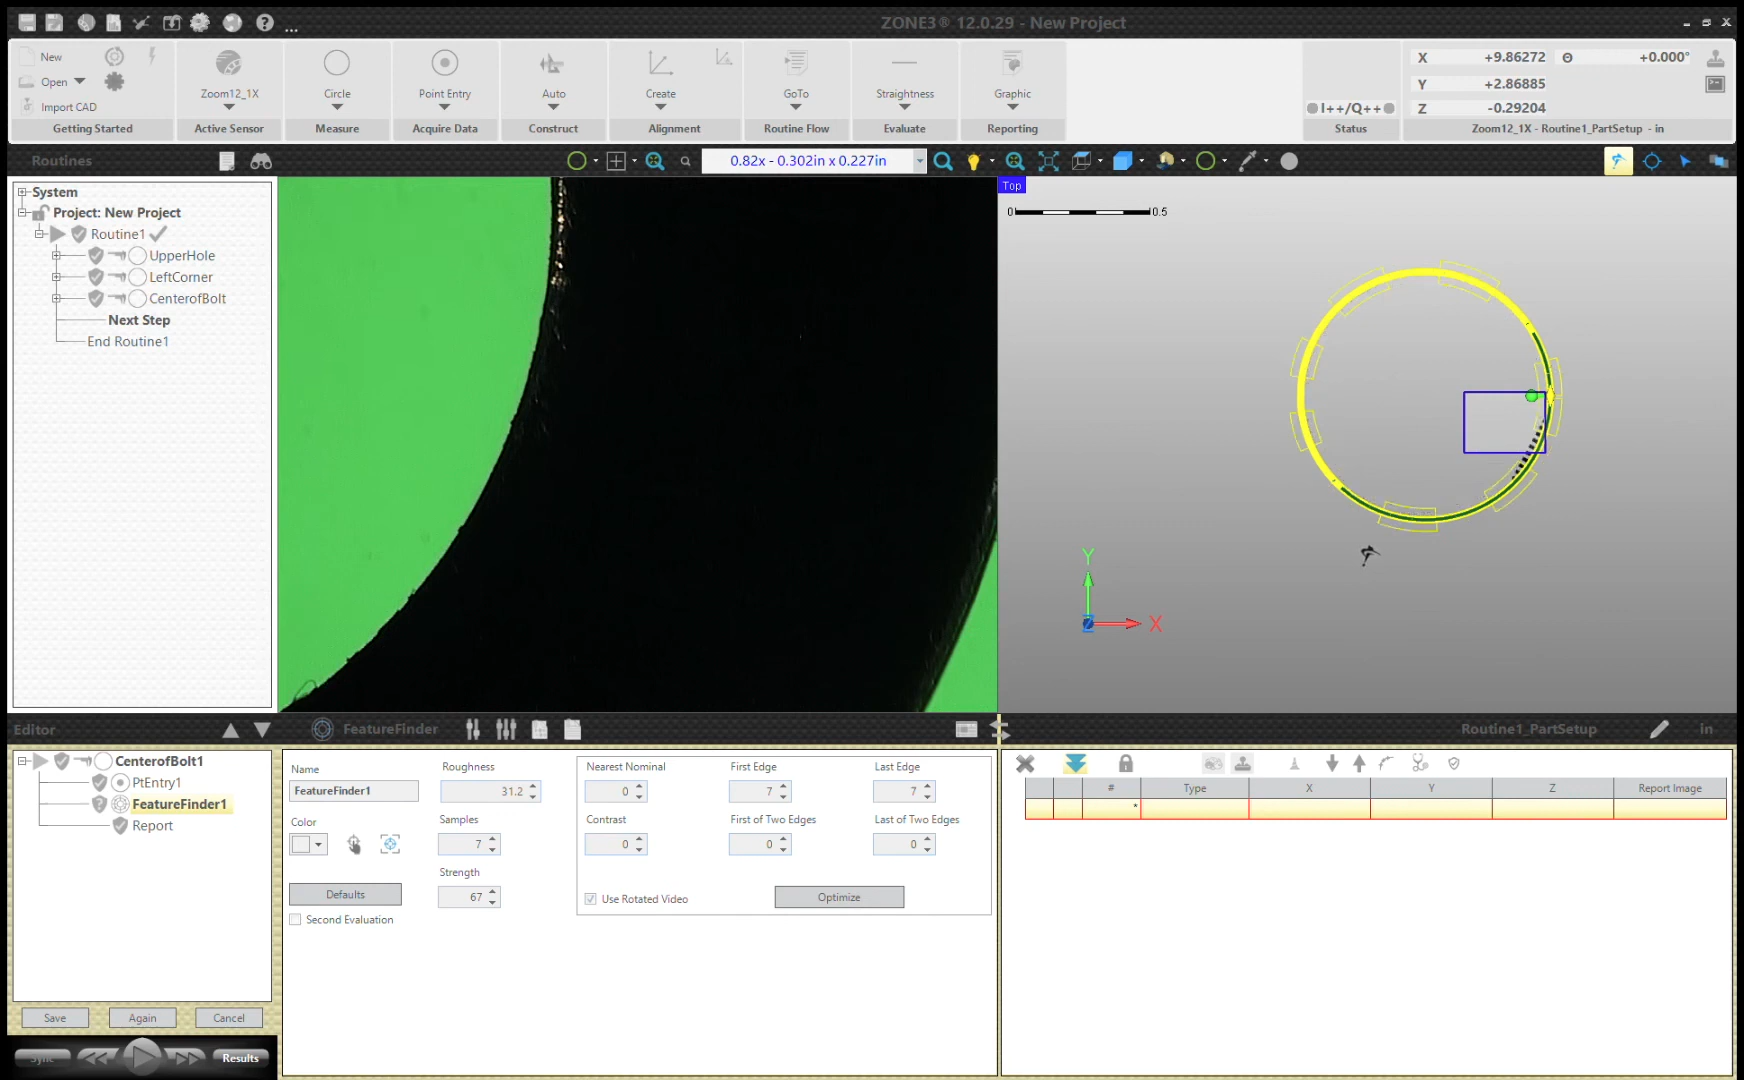 ZONE3® 12.0.29 - New Project
New
Open
Import CAD
Getting Started
Zoom12_1X
Active Sensor
Circle
Measure
Point Entry
Acquire Data
Auto
Construct
Create
Alignment
GoTo
Routine Flow
Straightness
Evaluate
Graphic
Reporting
I++/Q++
Status
X +9.86272 Θ +0.000°
Y +2.86885
Z -0.29204
Zoom12_1X - Routine1_PartSetup - in
Routines
0.82x - 0.302in x 0.227in
System
Project: New Project
Routine1
UpperHole
LeftCorner
CenterofBolt
Next Step
End Routine1
Top
0 0.5
Y
Z
X
Editor
FeatureFinder
Routine1_PartSetup
in
CenterofBolt1
PtEntry1
FeatureFinder1
Report
Save
Again
Cancel
Sync
Results
Name
FeatureFinder1
Color
Defaults
Second Evaluation
Roughness
31.2
Samples
7
Strength
67
Nearest Nominal
0
First Edge
7
Last Edge
7
Contrast
0
First of Two Edges
0
Last of Two Edges
0
Use Rotated Video
Optimize
# Type X Y Z Report Image
*